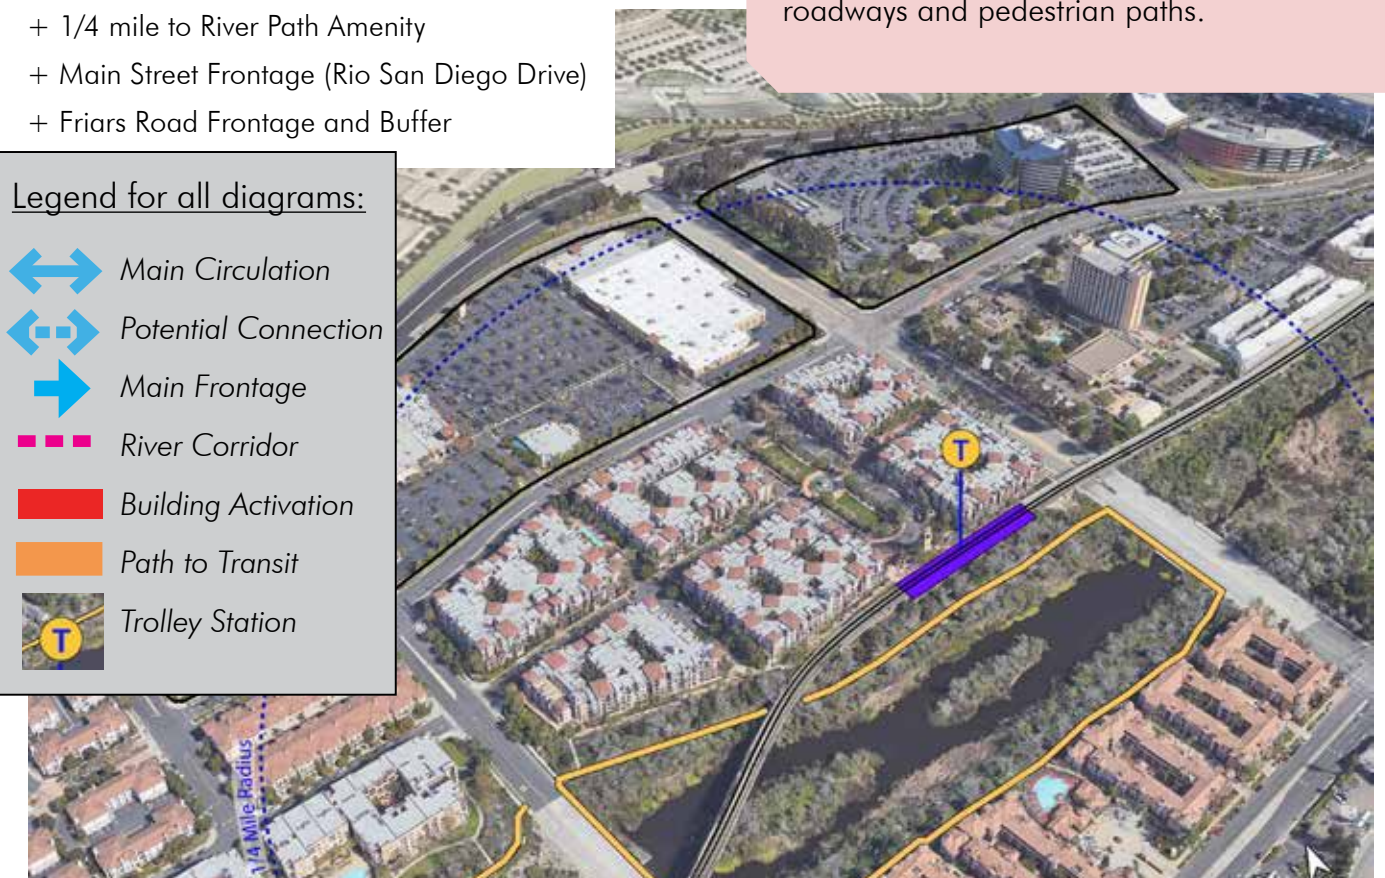 + 1/4 mile to River Path Amenity
+ Main Street Frontage (Rio San Diego Drive)
+ Friars Road Frontage and Buffer
roadways and pedestrian paths.
Legend for all diagrams:
Main Circulation
Potential Connection
Main Frontage
River Corridor
Building Activation
Path to Transit
T
Trolley Station
T
1/4 Mile Radius